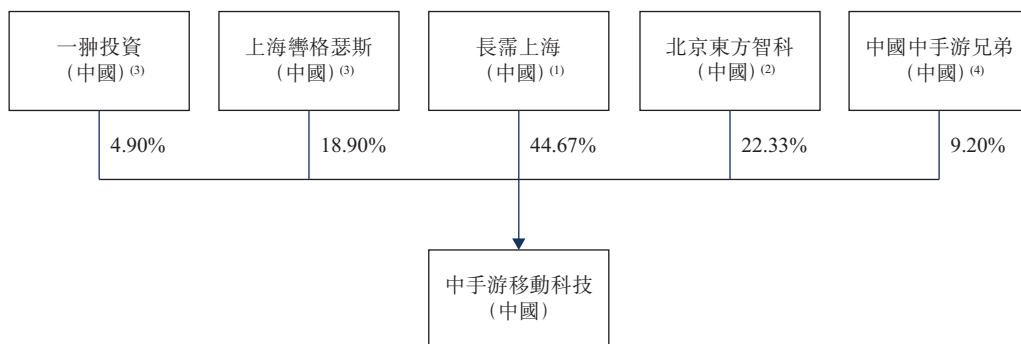 一翀投資
（中國）(3)
上海轡格瑟斯
（中國）(3)
長霈上海
（中國）(1)
北京東方智科
（中國）(2)
中國中手游兄弟
（中國）(4)
4.90%
18.90%
44.67%
22.33%
9.20%
中手游移動科技
（中國）